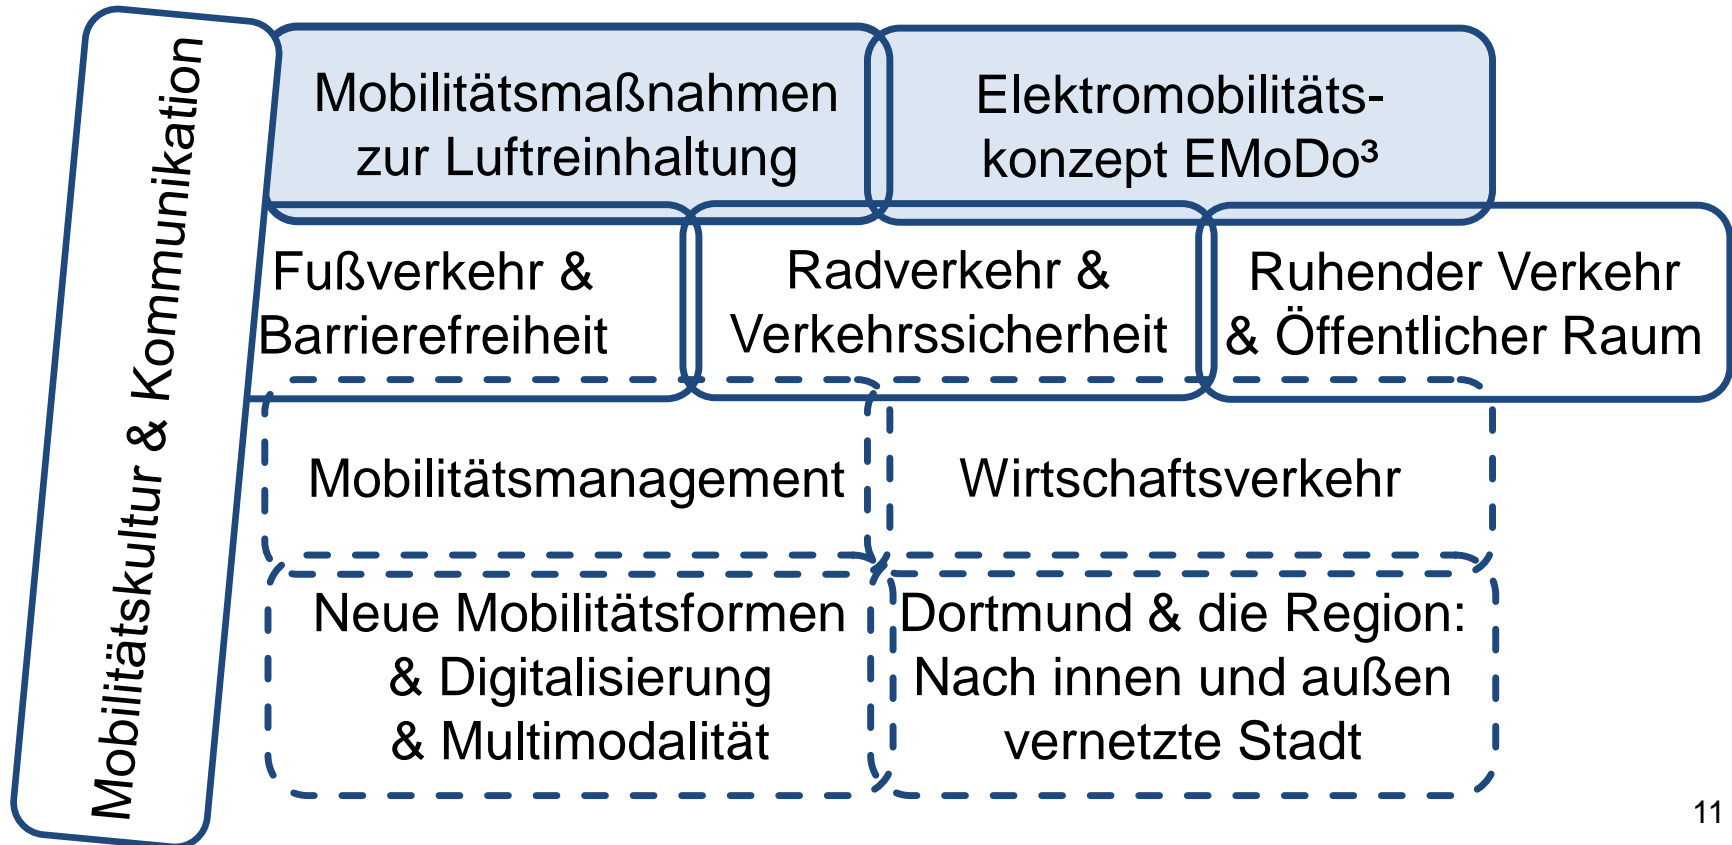 Mobilitätskultur & Kommunikation
Mobilitätsmaßnahmen
zur Luftreinhaltung
Elektromobilitäts-
konzept EMoDo³
Fußverkehr &
Barrierefreiheit
Radverkehr &
Verkehrssicherheit
Ruhender Verkehr
& Öffentlicher Raum
Mobilitätsmanagement
Wirtschaftsverkehr
Neue Mobilitätsformen
& Digitalisierung
& Multimodalität
Dortmund & die Region:
Nach innen und außen
vernetzte Stadt
11